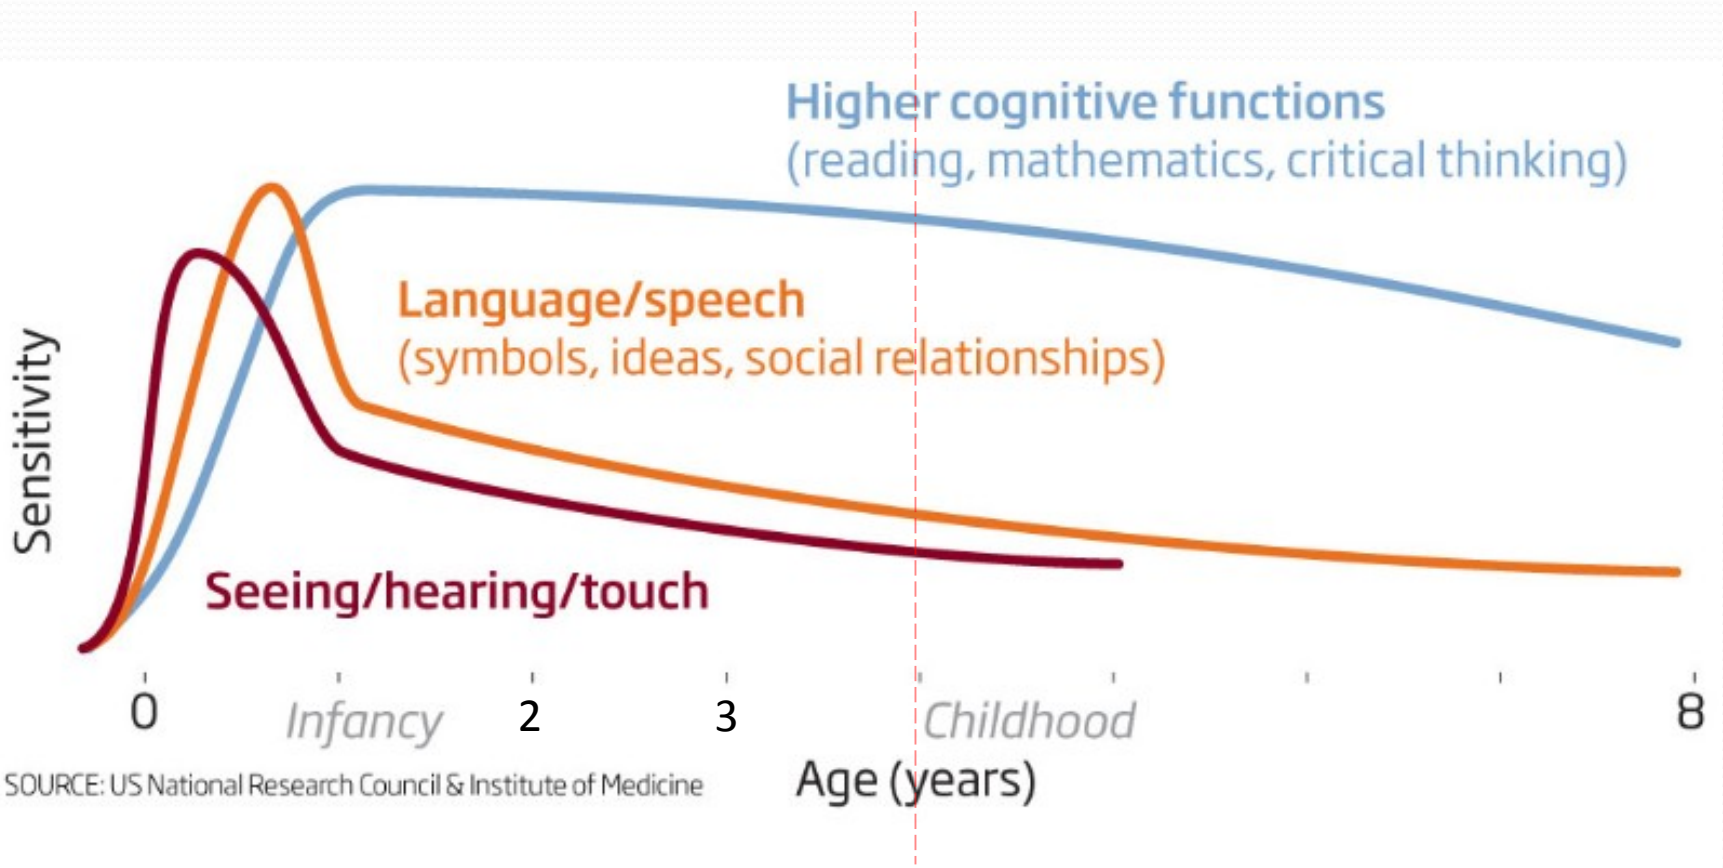 Higher cognitive functions
(reading, mathematics, critical thinking)
Language/speech
(symbols, ideas, social relationships)
Sensitivity
Seeing/hearing/touch
0 Infancy 2 3 Childhood 8
SOURCE: US National Research Council & Institute of Medicine
Age (years)